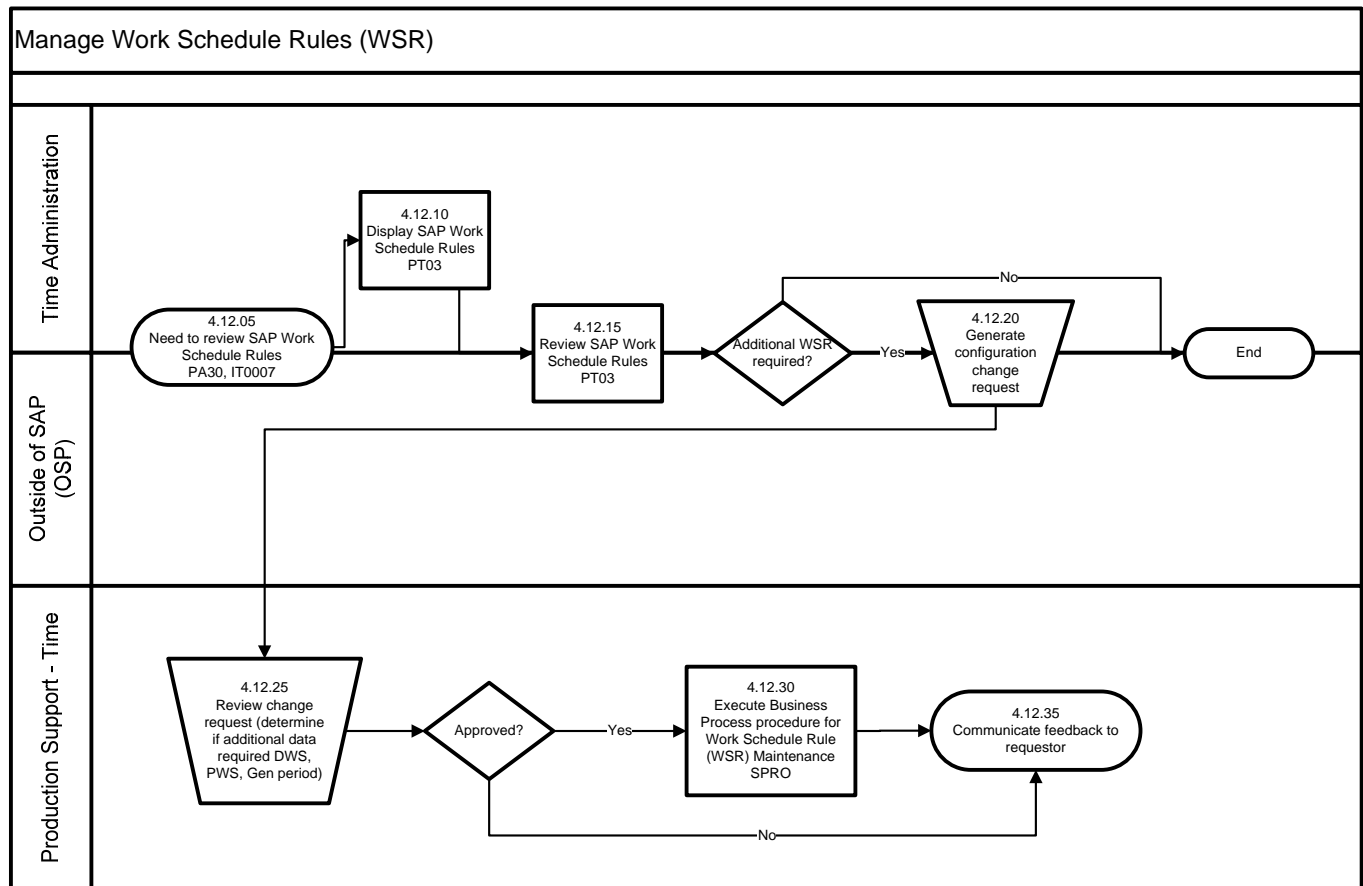 Manage Work Schedule Rules (WSR)
Time Administration
4.12.10
Display SAP Work
Schedule Rules
PT03
4.12.05
Need to review SAP Work
Schedule Rules
PA30, IT0007
4.12.15
Review SAP Work
Schedule Rules
PT03
Additional WSR
required?
No
Yes
4.12.20
Generate
configuration
change
request
End
Outside of SAP
(OSP)
Production Support - Time
4.12.25
Review change
request (determine
if additional data
required DWS,
PWS, Gen period)
Approved?
Yes
4.12.30
Execute Business
Process procedure for
Work Schedule Rule
(WSR) Maintenance
SPRO
4.12.35
Communicate feedback to
requestor
No